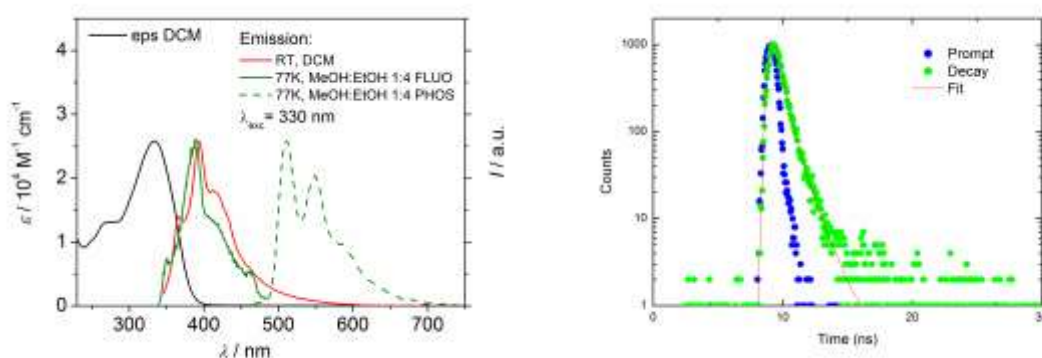 eps DCM
Emission:
RT, DCM
77K, MeOH:EtOH 1:4 FLUO
77K, MeOH:EtOH 1:4 PHOS
λexc= 330 nm
4
3
2
1
0
ε / 10⁴ M⁻¹ cm⁻¹
I / a.u.
300 400 500 600 700
λ / nm
1000
100
10
1
Counts
Prompt
Decay
Fit
0 10 20 30
Time (ns)